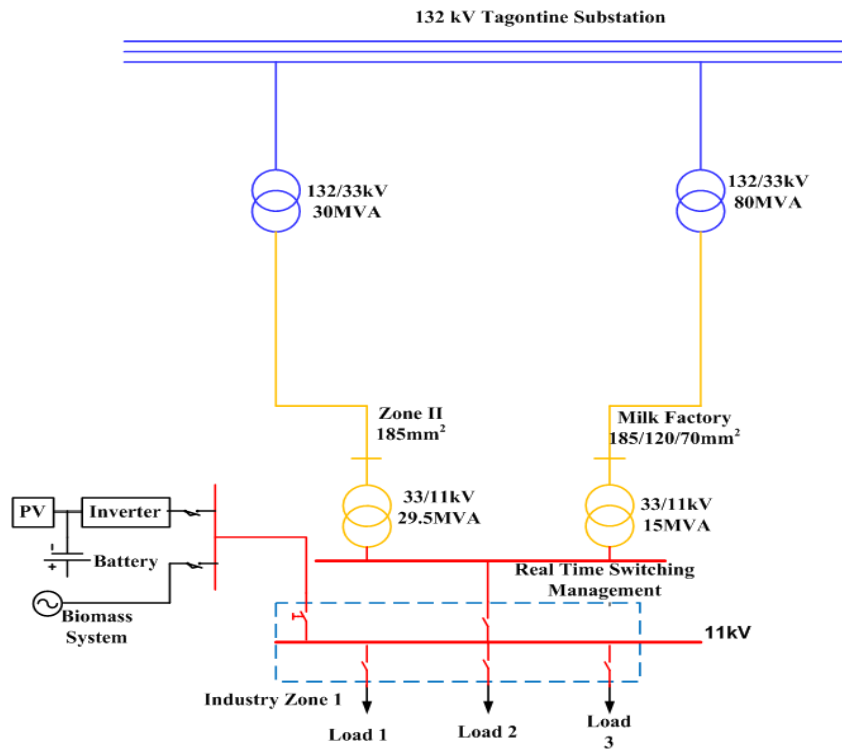 132 kV Tagontine Substation
132/33kV
30MVA
132/33kV
80MVA
Zone II
185mm²
Milk Factory
185/120/70mm²
33/11kV
29.5MVA
33/11kV
15MVA
PV
Inverter
-
+
Battery
Biomass
System
Real Time Switching
Management
11kV
Industry Zone 1
Load 1
Load 2
Load
3